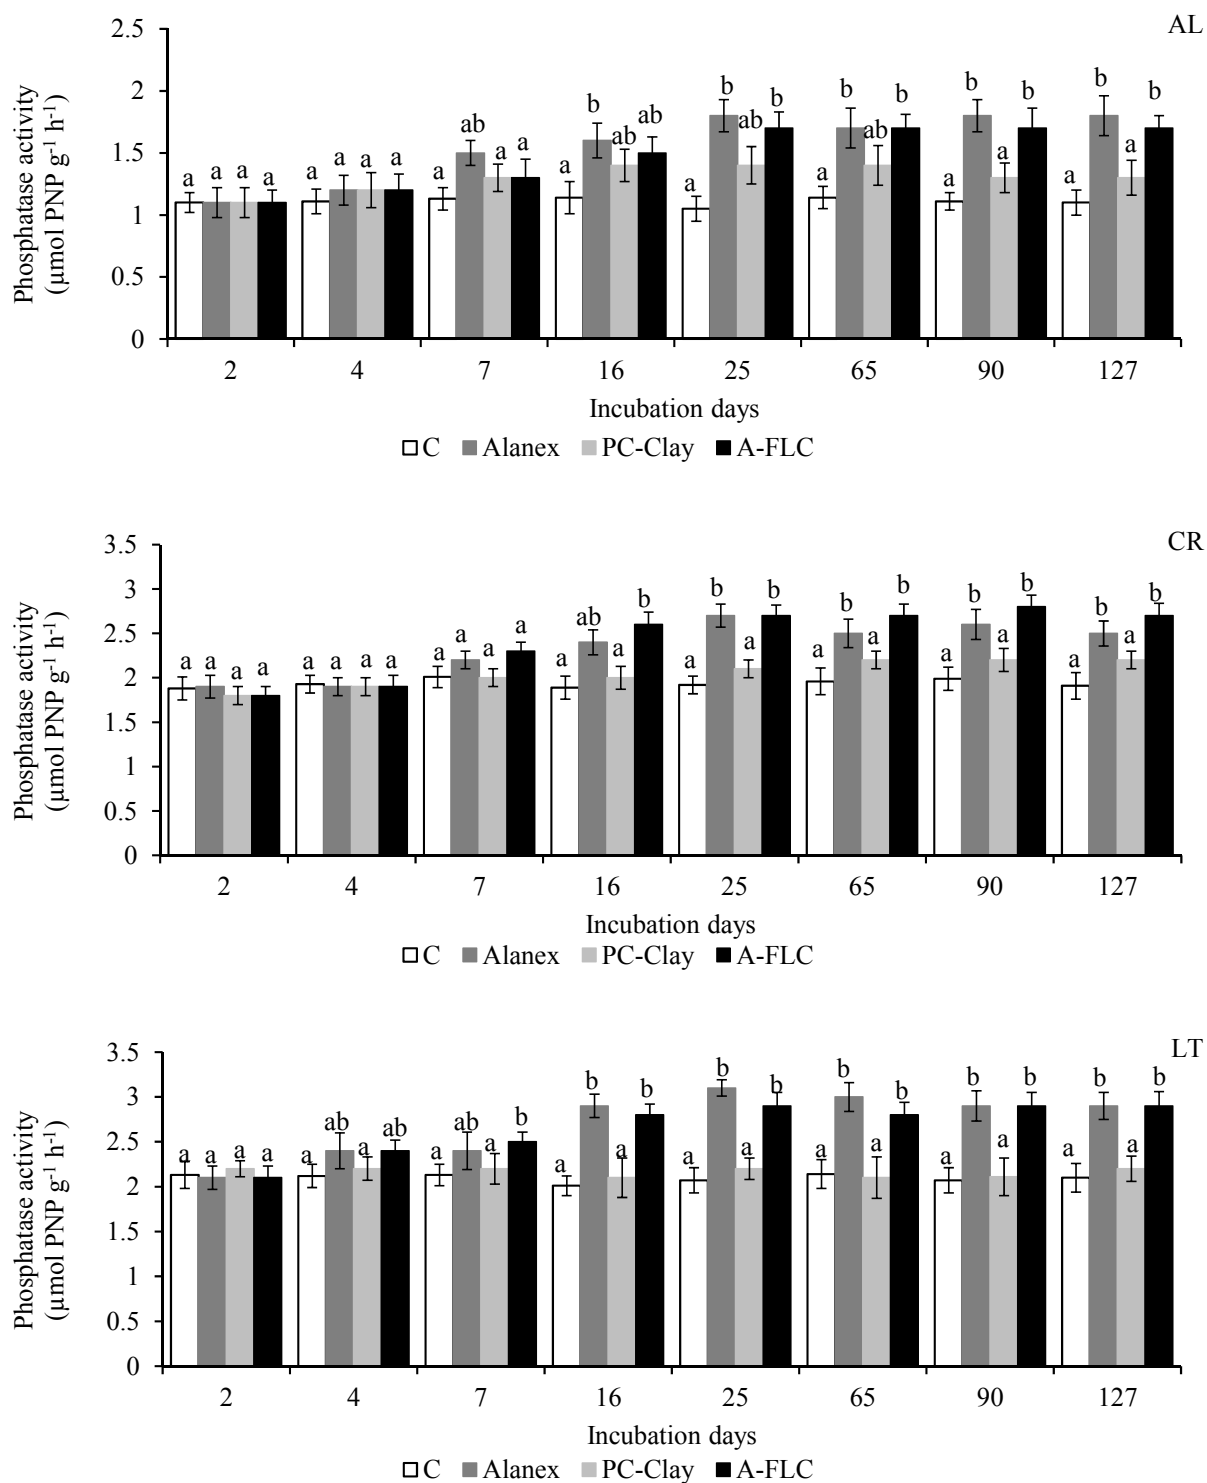 AL
Phosphatase activity
(µmol PNP g⁻¹ h⁻¹)
2.5
2
1.5
1
0.5
0
a a a a a a a a a ab a a a b ab ab a b ab b a b ab b a b a b a b a b
2 4 7 16 25 65 90 127
Incubation days
C Alanex PC-Clay A-FLC
CR
Phosphatase activity
(µmol PNP g⁻¹ h⁻¹)
3.5
3
2.5
2
1.5
1
0.5
0
a a a a a a a a a a a a a ab a b a b a b a b a b a b a b a b a b
2 4 7 16 25 65 90 127
Incubation days
C Alanex PC-Clay A-FLC
LT
Phosphatase activity
(µmol PNP g⁻¹ h⁻¹)
3.5
3
2.5
2
1.5
1
0.5
0
a a a a a ab a ab a ab a b a b a b a b a b a b a b a b a b a b a b
2 4 7 16 25 65 90 127
Incubation days
C Alanex PC-Clay A-FLC